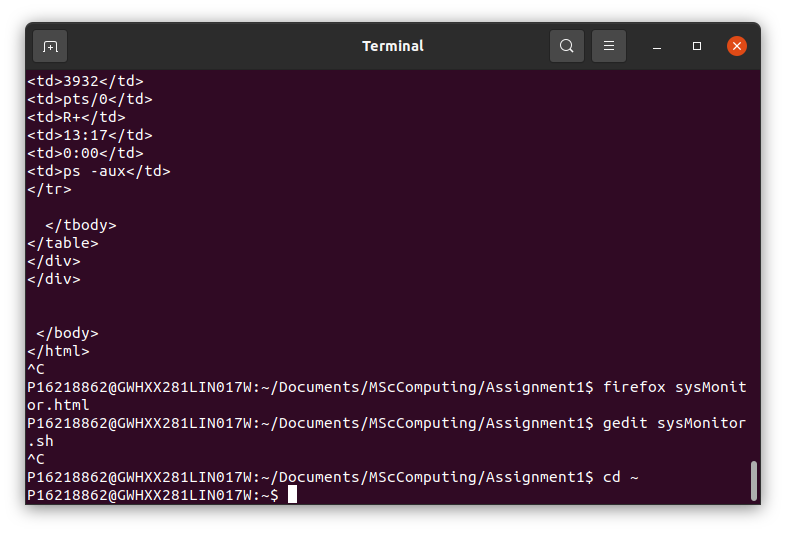 Terminal
<td>3932</td>
<td>pts/0</td>
<td>R+</td>
<td>13:17</td>
<td>0:00</td>
<td>ps -aux</td>
</tr>
</tbody>
</table>
</div>
</div>
</body>
</html>
^C
P16218862@GWHXX281LIN017W:~/Documents/MScComputing/Assignment1$ firefox sysMonit
or.html
P16218862@GWHXX281LIN017W:~/Documents/MScComputing/Assignment1$ gedit sysMonitor
.sh
^C
P16218862@GWHXX281LIN017W:~/Documents/MScComputing/Assignment1$ cd ~
P16218862@GWHXX281LIN017W:~$